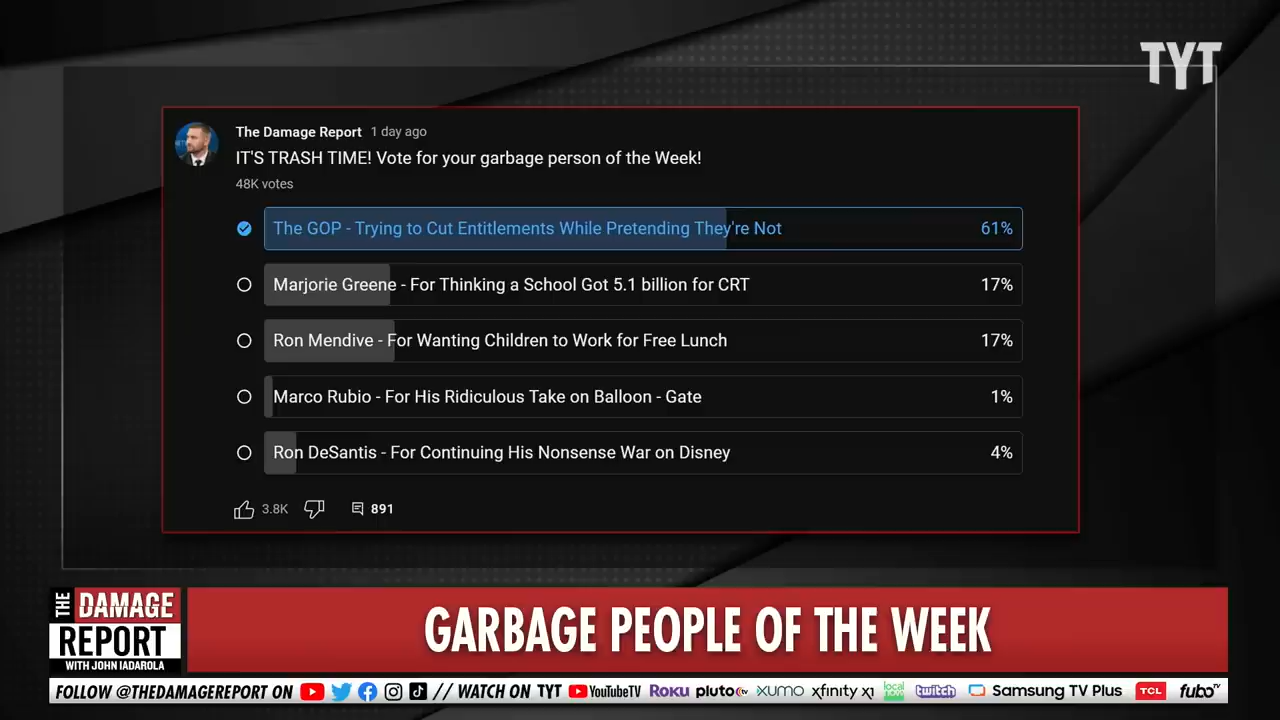 TYT
The Damage Report 1 day ago
IT'S TRASH TIME! Vote for your garbage person of the Week!
48K votes
The GOP - Trying to Cut Entitlements While Pretending They're Not 61%
Marjorie Greene - For Thinking a School Got 5.1 billion for CRT 17%
Ron Mendive - For Wanting Children to Work for Free Lunch 17%
Marco Rubio - For His Ridiculous Take on Balloon - Gate 1%
Ron DeSantis - For Continuing His Nonsense War on Disney 4%
3.8K 891
THE DAMAGE
REPORT
WITH JOHN IADAROLA
GARBAGE PEOPLE OF THE WEEK
FOLLOW @THEDAMAGEREPORT ON // WATCH ON TYT YouTubeTV ROKU pluto tv XUMO xfinity x1 local now twitch Samsung TV Plus TCL fubo TV